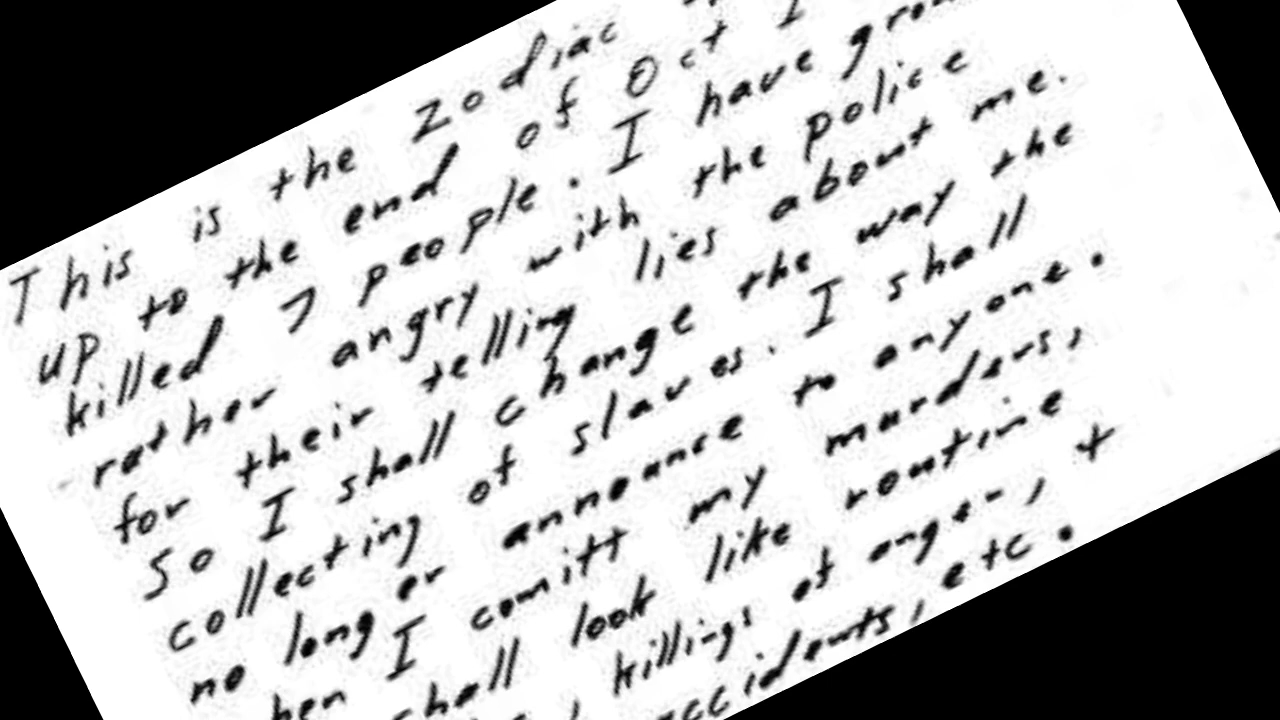 This is the zodiac
up to the end of Oct I
killed 7 people. I have grow
rather angry with the police
for their telling lies about me.
So I shall change the way the
collecting of slaves. I shall
no longer announce to anyone.
hen I comitt my murders,
shall look like routine
killings of anger, +
accidents, etc.